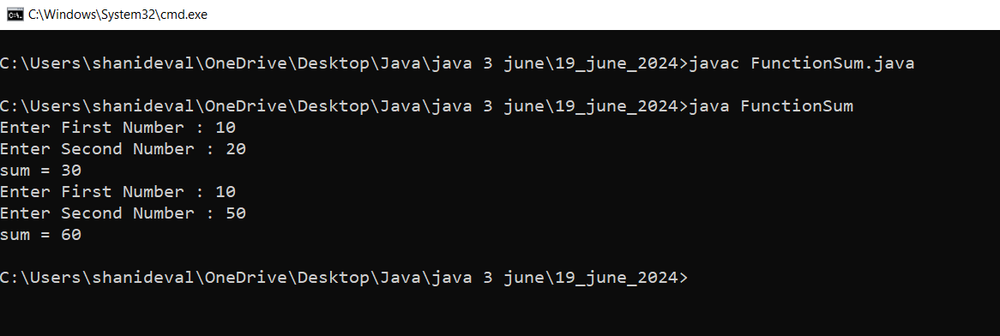 C:\Windows\System32\cmd.exe
C:\Users\shanideval\OneDrive\Desktop\Java\java 3 june\19_june_2024>javac FunctionSum.java
C:\Users\shanideval\OneDrive\Desktop\Java\java 3 june\19_june_2024>java FunctionSum
Enter First Number : 10
Enter Second Number : 20
sum = 30
Enter First Number : 10
Enter Second Number : 50
sum = 60
C:\Users\shanideval\OneDrive\Desktop\Java\java 3 june\19_june_2024>